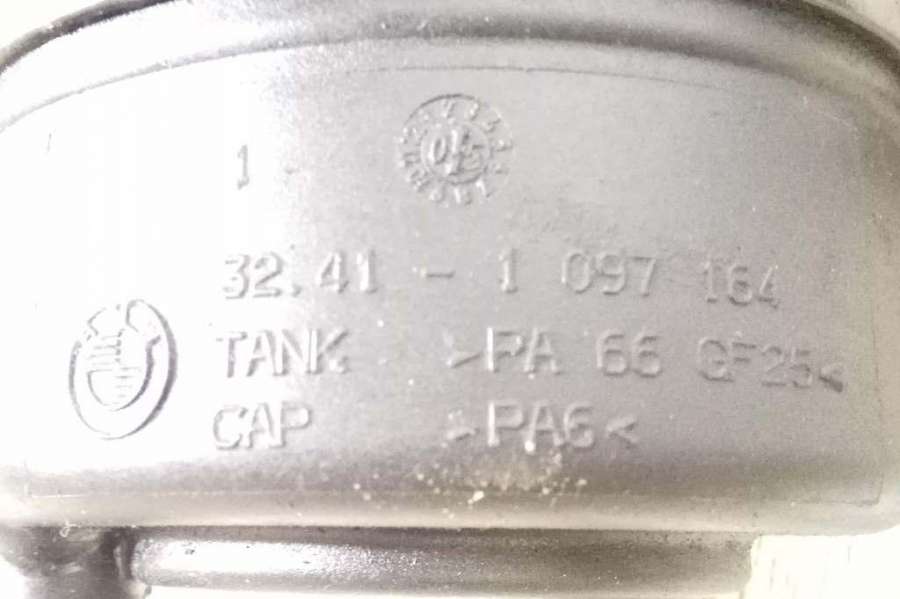 1
32.41 - 1 097 164
TANK >PA 66 GF25<
CAP >PA6<